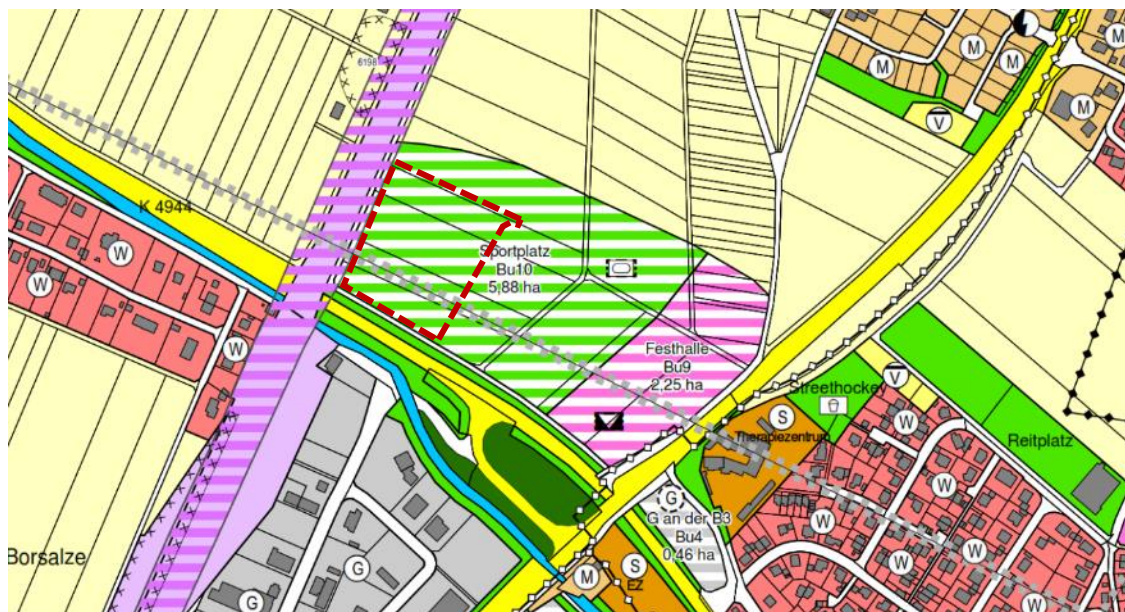 M
M
M
M
M
6198
V
K 4944
W
W
W
Sportplatz
Bu10
5,88 ha
Festhalle
Bu9
2,25 ha
Streethockey
V
S
Therapiezentrum
W
Reitplatz
W
W
W
W
W
W
G
G an der B3
Bu4
0,46 ha
Borsalze
G
G
M
S
EZ